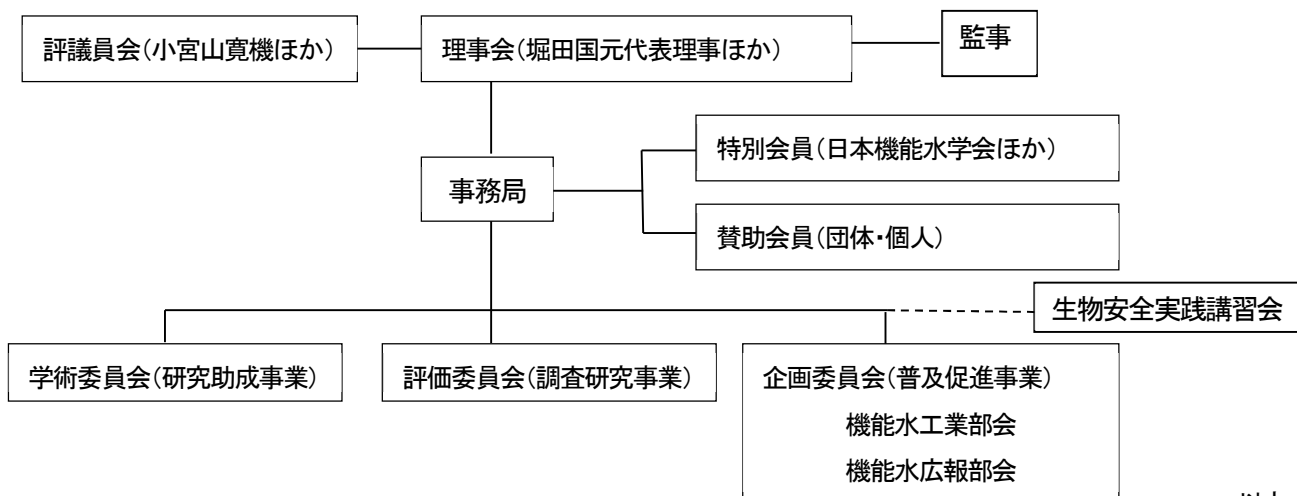 評議員会(小宮山寛機ほか)
理事会(堀田国元代表理事ほか)
監事
特別会員(日本機能水学会ほか)
事務局
賛助会員(団体・個人)
生物安全実践講習会
学術委員会(研究助成事業)
評価委員会(調査研究事業)
企画委員会(普及促進事業)
機能水工業部会
機能水広報部会